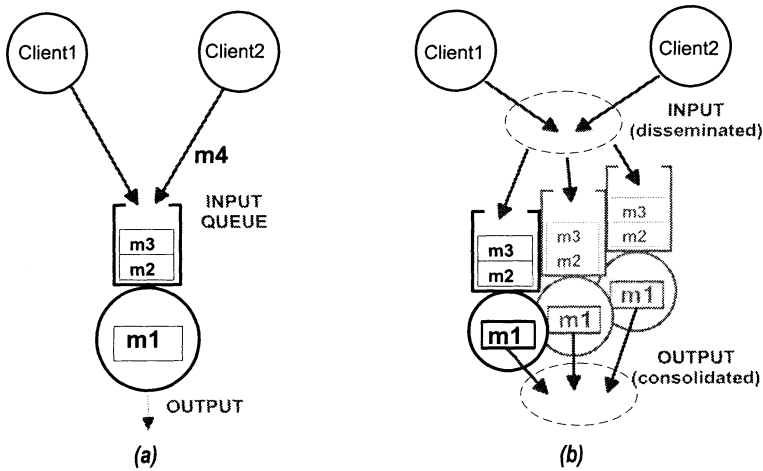 Client1
Client2
m4
INPUT
QUEUE
m3
m2
m1
OUTPUT
(a)
Client1
Client2
INPUT
(disseminated)
m3
m2
m1
m3
m2
m1
m3
m2
m1
OUTPUT
(consolidated)
(b)